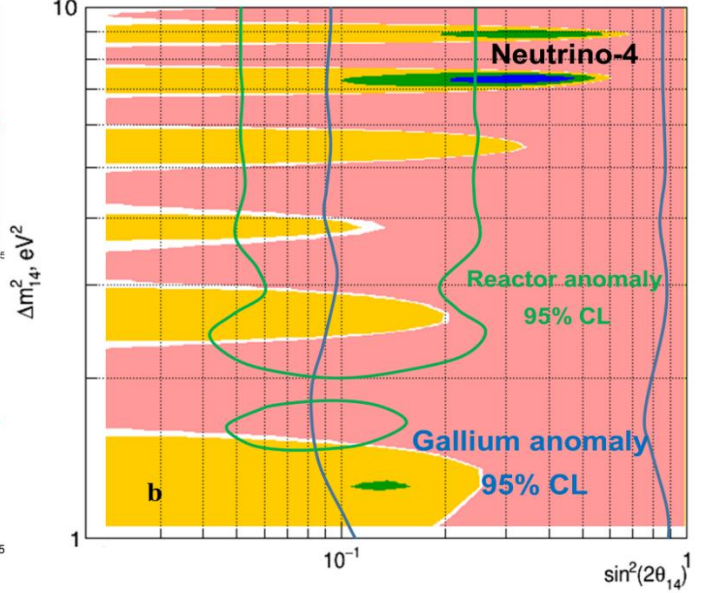 10
Neutrino-4
Δm²₁₄, eV²
Reactor anomaly
95% CL
Gallium anomaly
95% CL
b
1
10⁻¹
1
sin²(2θ₁₄)
5